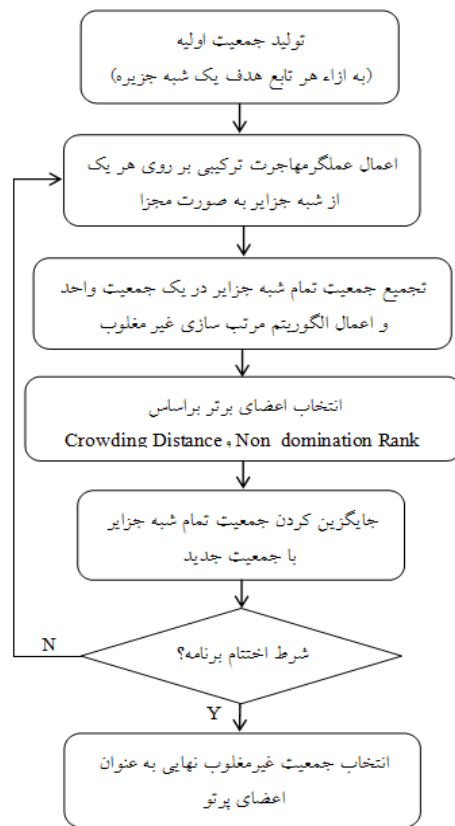 تولید جمعیت اولیه
(به ازاء هر تابع هدف یک شبه جزیره)
اعمال عملگرمهاجرت ترکیبی بر روی هر یک
از شبه جزایر به صورت مجزا
تجمیع جمعیت تمام شبه جزایر در یک جمعیت واحد
و اعمال الگوریتم مرتب سازی غیر مغلوب
انتخاب اعضای برتر براساس
Crowding Distance و Non domination Rank
جایگزین کردن جمعیت تمام شبه جزایر
با جمعیت جدید
شرط اختتام برنامه؟
N
Y
انتخاب جمعیت غیرمغلوب نهایی به عنوان
اعضای پرتو